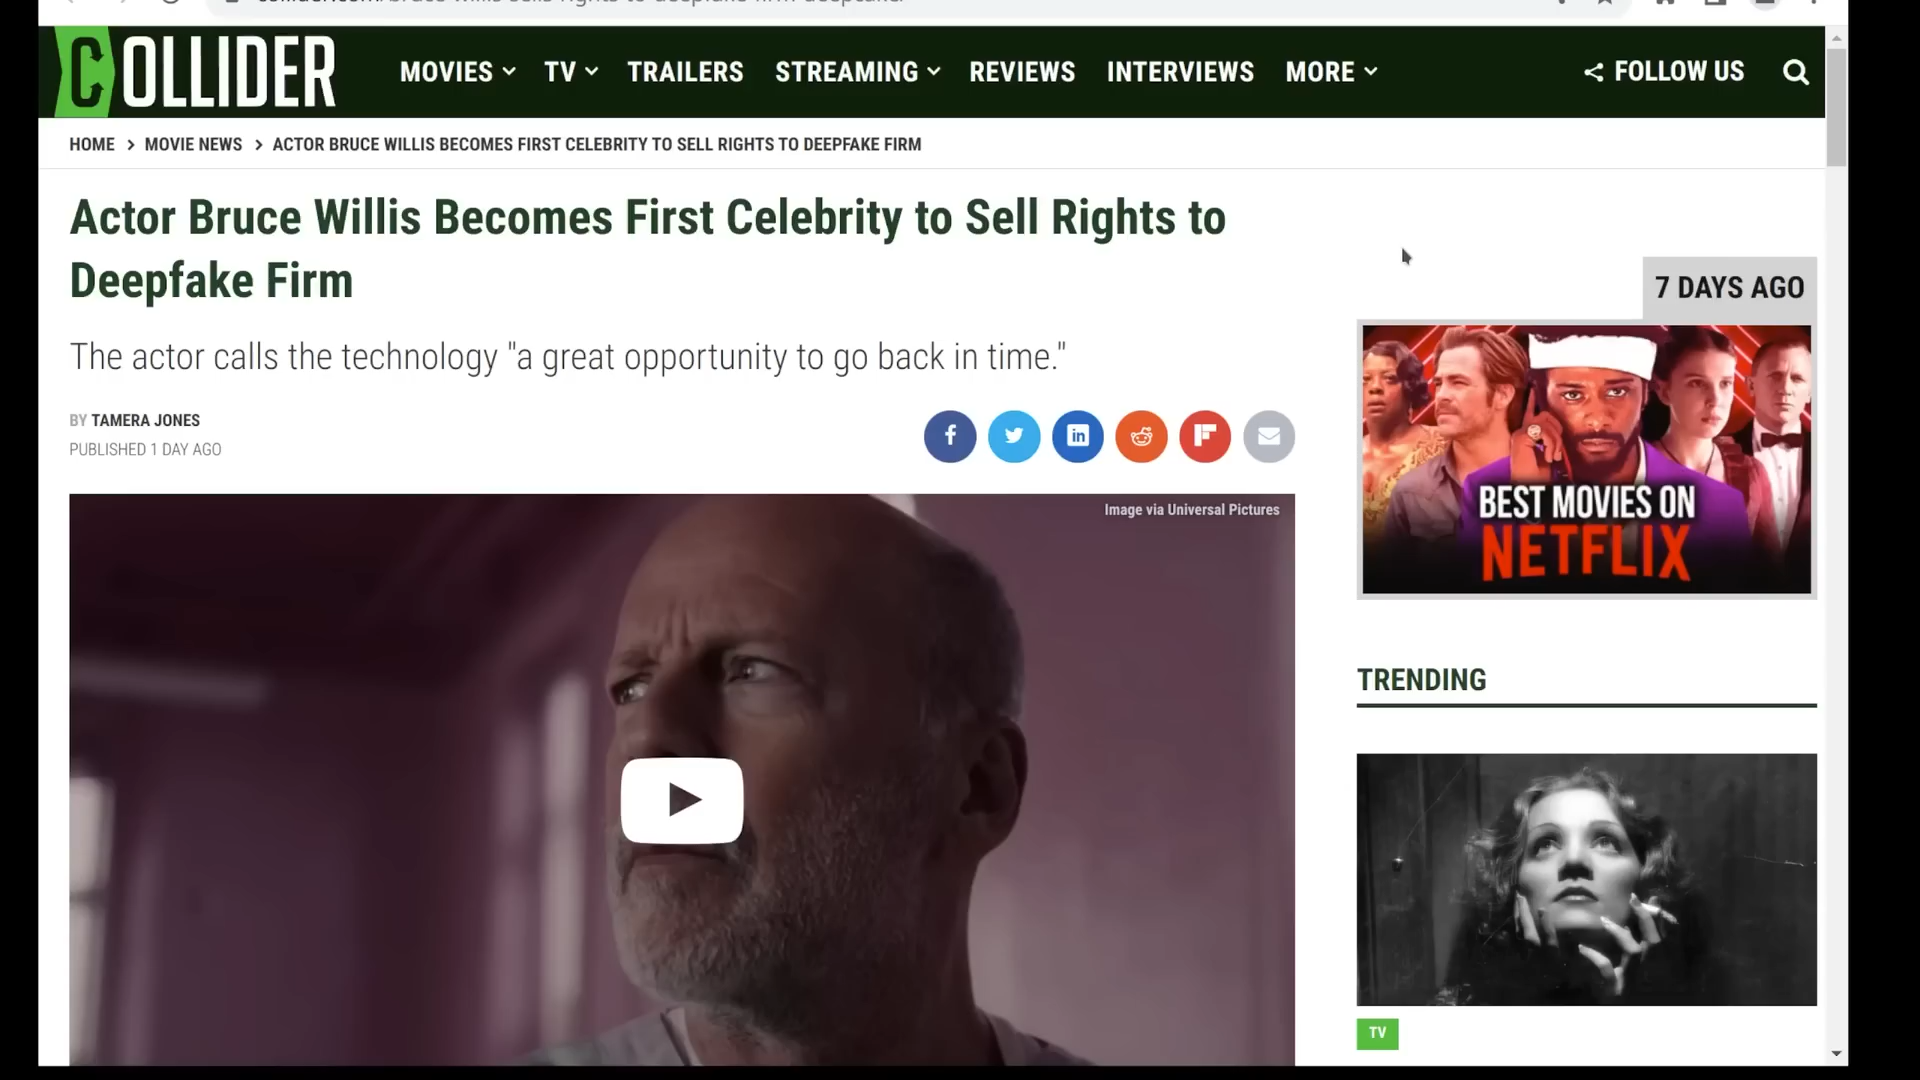 COLLIDER
MOVIES TV TRAILERS STREAMING REVIEWS INTERVIEWS MORE FOLLOW US
HOME > MOVIE NEWS > ACTOR BRUCE WILLIS BECOMES FIRST CELEBRITY TO SELL RIGHTS TO DEEPFAKE FIRM
Actor Bruce Willis Becomes First Celebrity to Sell Rights to
Deepfake Firm
The actor calls the technology "a great opportunity to go back in time."
BY TAMERA JONES
PUBLISHED 1 DAY AGO
f
in
Image via Universal Pictures
7 DAYS AGO
BEST MOVIES ON
NETFLIX
TRENDING
TV